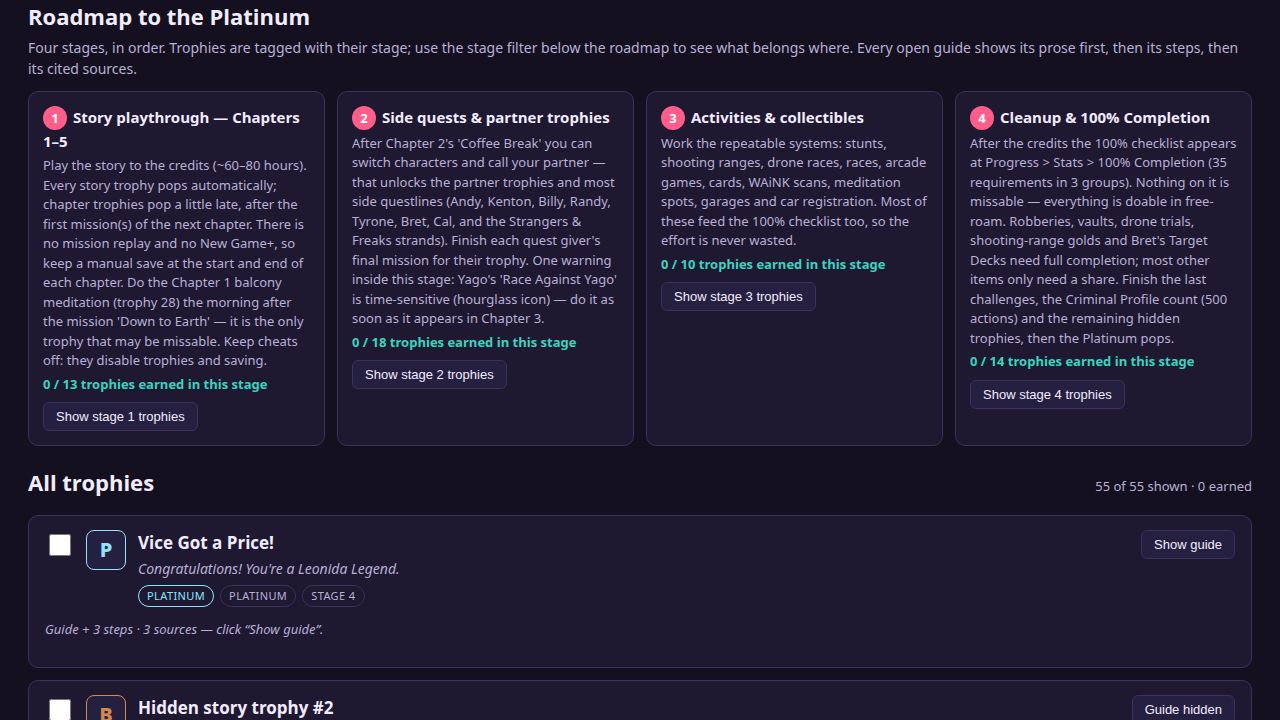 Roadmap to the Platinum
Four stages, in order. Trophies are tagged with their stage; use the stage filter below the roadmap to see what belongs where. Every open guide shows its prose first, then its steps, then
its cited sources.
1 Story playthrough — Chapters
1–5
Play the story to the credits (~60–80 hours).
Every story trophy pops automatically;
chapter trophies pop a little late, after the
first mission(s) of the next chapter. There is
no mission replay and no New Game+, so
keep a manual save at the start and end of
each chapter. Do the Chapter 1 balcony
meditation (trophy 28) the morning after
the mission 'Down to Earth' — it is the only
trophy that may be missable. Keep cheats
off: they disable trophies and saving.
0 / 13 trophies earned in this stage
Show stage 1 trophies
2 Side quests & partner trophies
After Chapter 2's 'Coffee Break' you can
switch characters and call your partner —
that unlocks the partner trophies and most
side questlines (Andy, Kenton, Billy, Randy,
Tyrone, Bret, Cal, and the Strangers &
Freaks strands). Finish each quest giver's
final mission for their trophy. One warning
inside this stage: Yago's 'Race Against Yago'
is time-sensitive (hourglass icon) — do it as
soon as it appears in Chapter 3.
0 / 18 trophies earned in this stage
Show stage 2 trophies
3 Activities & collectibles
Work the repeatable systems: stunts,
shooting ranges, drone races, races, arcade
games, cards, WAiNK scans, meditation
spots, garages and car registration. Most of
these feed the 100% checklist too, so the
effort is never wasted.
0 / 10 trophies earned in this stage
Show stage 3 trophies
4 Cleanup & 100% Completion
After the credits the 100% checklist appears
at Progress > Stats > 100% Completion (35
requirements in 3 groups). Nothing on it is
missable — everything is doable in free-
roam. Robberies, vaults, drone trials,
shooting-range golds and Bret's Target
Decks need full completion; most other
items only need a share. Finish the last
challenges, the Criminal Profile count (500
actions) and the remaining hidden
trophies, then the Platinum pops.
0 / 14 trophies earned in this stage
Show stage 4 trophies
All trophies
55 of 55 shown · 0 earned
P
Vice Got a Price!
Show guide
Congratulations! You're a Leonida Legend.
PLATINUM PLATINUM STAGE 4
Guide + 3 steps · 3 sources — click “Show guide”.
B
Hidden story trophy #2
Guide hidden